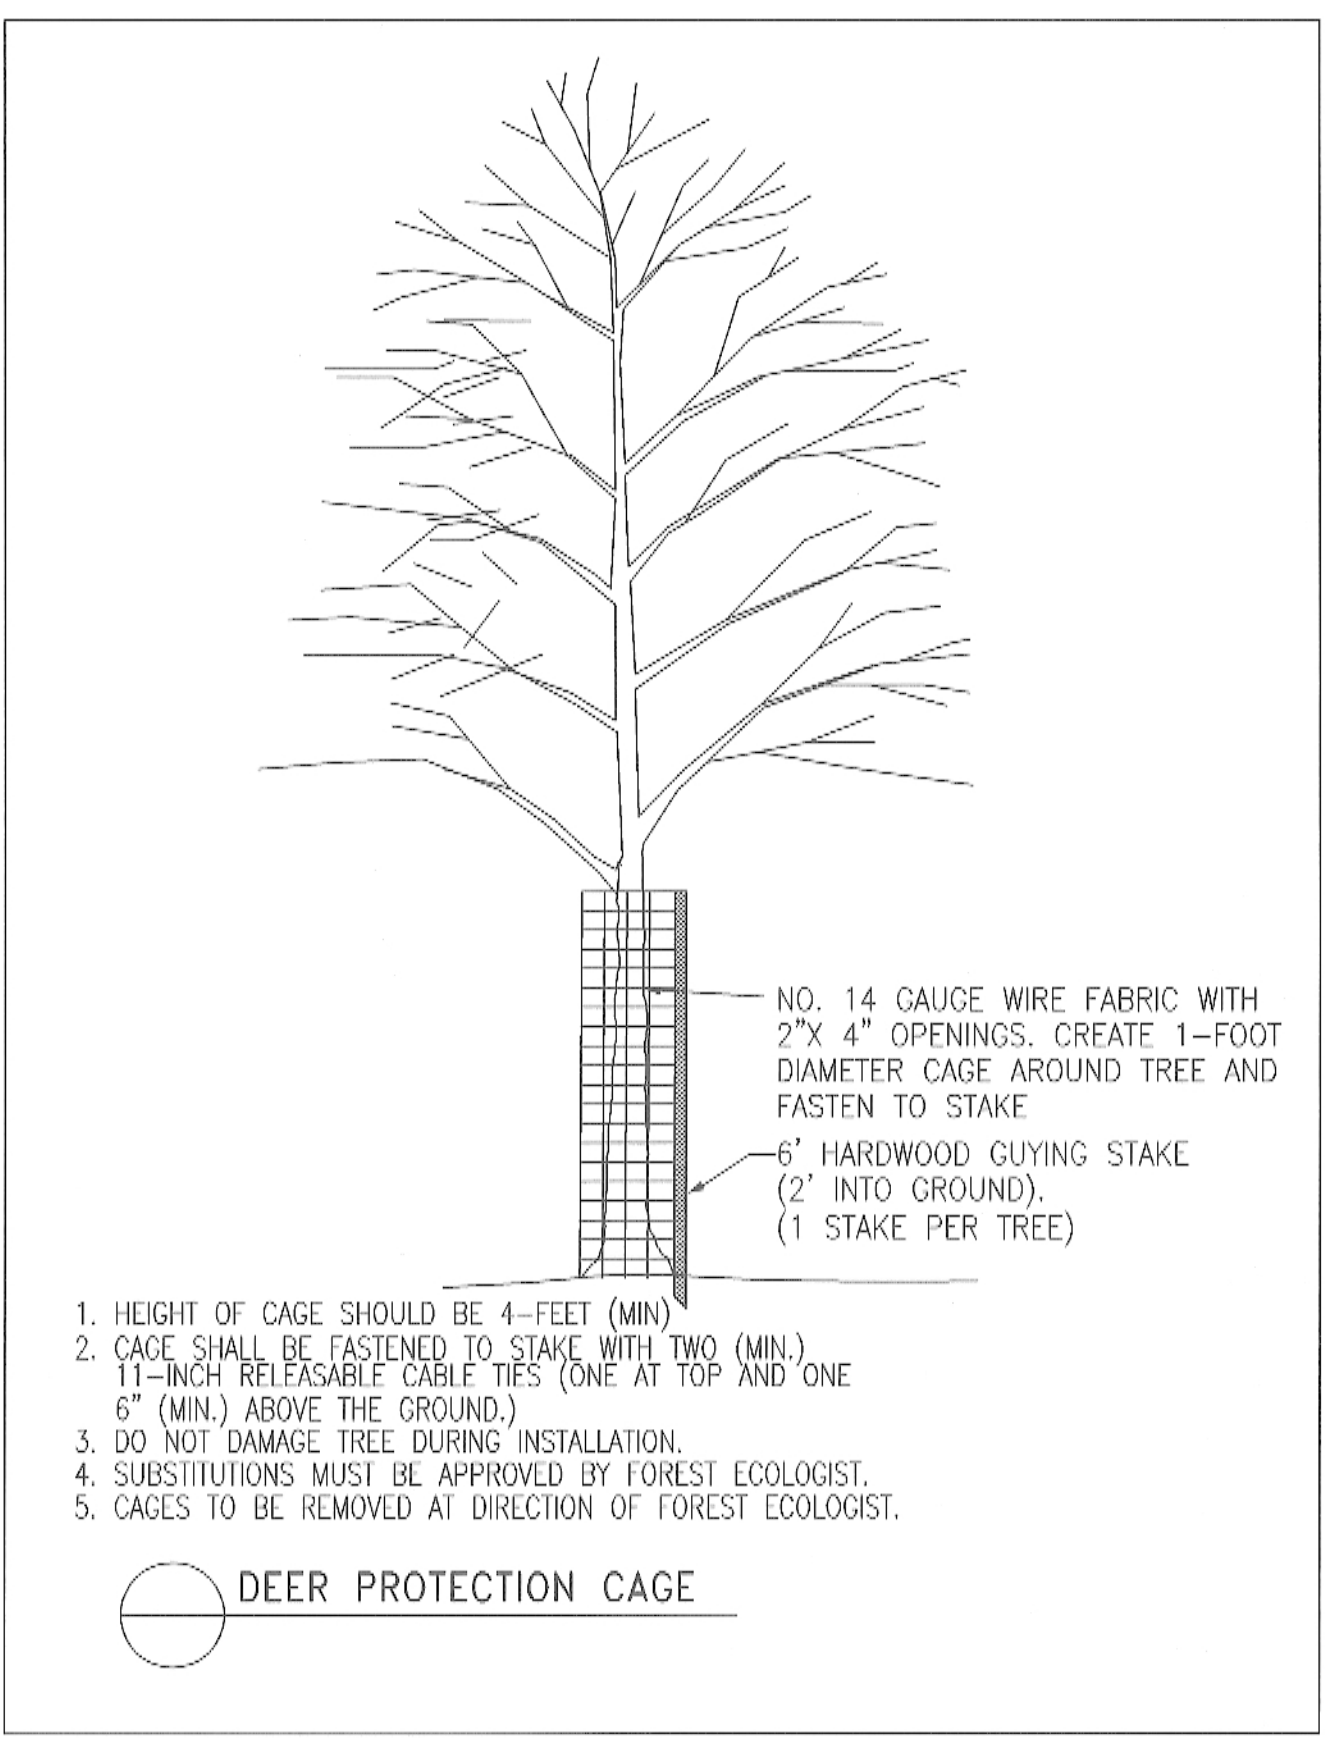 NO. 14 GAUGE WIRE FABRIC WITH
2"X 4" OPENINGS. CREATE 1-FOOT
DIAMETER CAGE AROUND TREE AND
FASTEN TO STAKE
6' HARDWOOD GUYING STAKE
(2' INTO GROUND).
(1 STAKE PER TREE)
1. HEIGHT OF CAGE SHOULD BE 4-FEET (MIN)
2. CAGE SHALL BE FASTENED TO STAKE WITH TWO (MIN.)
11-INCH RELEASABLE CABLE TIES (ONE AT TOP AND ONE
6" (MIN.) ABOVE THE GROUND.)
3. DO NOT DAMAGE TREE DURING INSTALLATION.
4. SUBSTITUTIONS MUST BE APPROVED BY FOREST ECOLOGIST.
5. CAGES TO BE REMOVED AT DIRECTION OF FOREST ECOLOGIST.
DEER PROTECTION CAGE